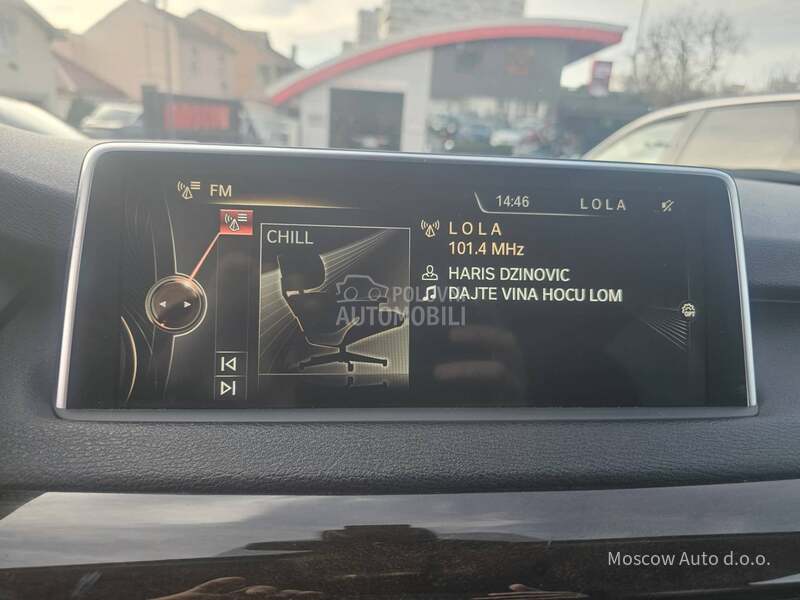 FM
14:46
LOLA
CHILL
LOLA
101.4 MHz
HARIS DZINOVIC
DAJTE VINA HOCU LOM
POLOVNI
AUTOMOBILI
OFF
Moscow Auto d.o.o.